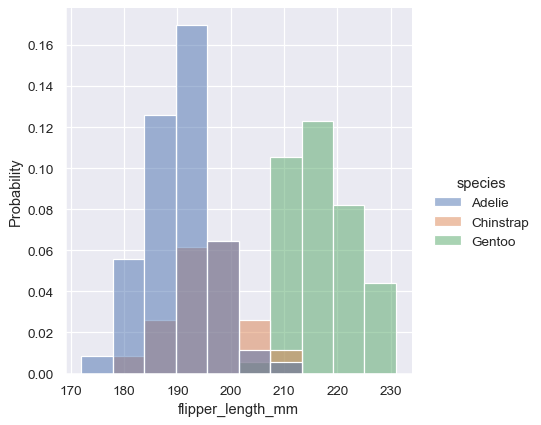 0.16
0.14
0.12
0.10
0.08
0.06
0.04
0.02
0.00
Probability
170 180 190 200 210 220 230
flipper_length_mm
species
Adelie
Chinstrap
Gentoo